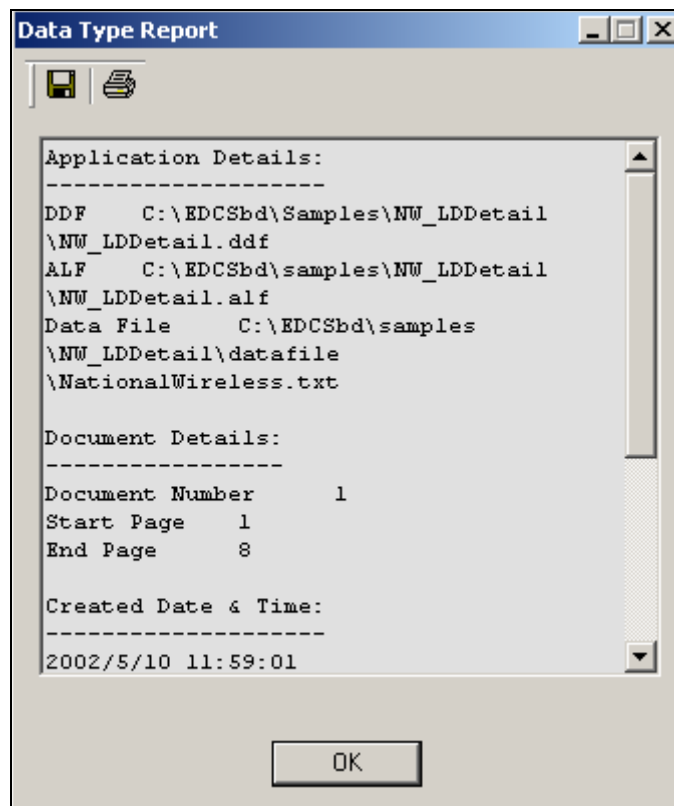 Data Type Report
Application Details:
---------------------
DDF C:\EDCSbd\Samples\NW_LDDetail
\NW_LDDetail.ddf
ALF C:\EDCSbd\samples\NW_LDDetail
\NW_LDDetail.alf
Data File C:\EDCSbd\samples
\NW_LDDetail\datafile
\NationalWireless.txt
Document Details:
------------------
Document Number 1
Start Page 1
End Page 8
Created Date & Time:
---------------------
2002/5/10 11:59:01
OK